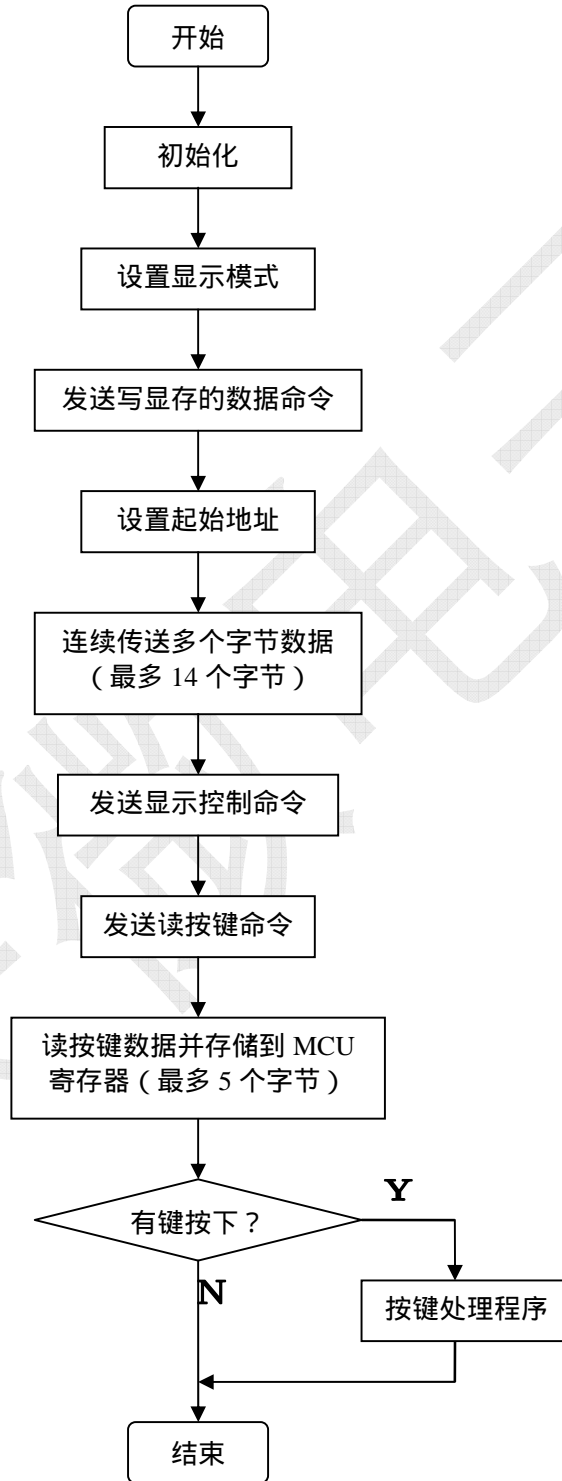 开始
初始化
设置显示模式
发送写显存的数据命令
设置起始地址
连续传送多个字节数据
（最多 14 个字节）
发送显示控制命令
发送读按键命令
读按键数据并存储到 MCU
寄存器（最多 5 个字节）
有键按下？
Y
N
按键处理程序
结束